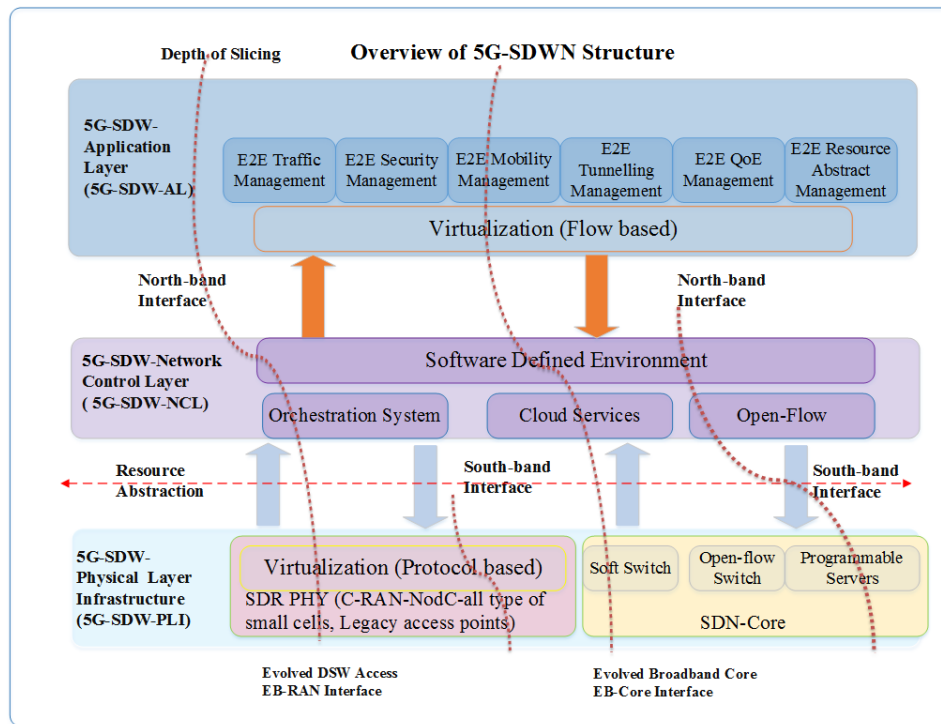 Depth of Slicing
Overview of 5G-SDWN Structure
5G-SDW-
Application
Layer
(5G-SDW-AL)
E2E Traffic
Management
E2E Security
Management
E2E Mobility
Management
E2E
Tunnelling
Management
E2E QoE
Management
E2E Resource
Abstract
Management
Virtualization (Flow based)
North-band
Interface
North-band
Interface
5G-SDW-Network
Control Layer
( 5G-SDW-NCL)
Software Defined Environment
Orchestration System
Cloud Services
Open-Flow
Resource
Abstraction
South-band
Interface
South-band
Interface
5G-SDW-
Physical Layer
Infrastructure
(5G-SDW-PLI)
Virtualization (Protocol based)
SDR PHY (C-RAN-NodC-all type of
small cells, Legacy access points)
Soft Switch
Open-flow
Switch
Programmable
Servers
SDN-Core
Evolved DSW Access
EB-RAN Interface
Evolved Broadband Core
EB-Core Interface